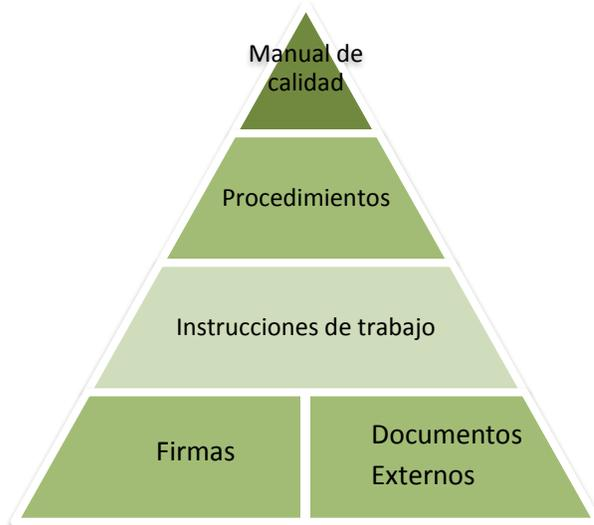 Manual de
calidad
Procedimientos
Instrucciones de trabajo
Firmas
Documentos
Externos